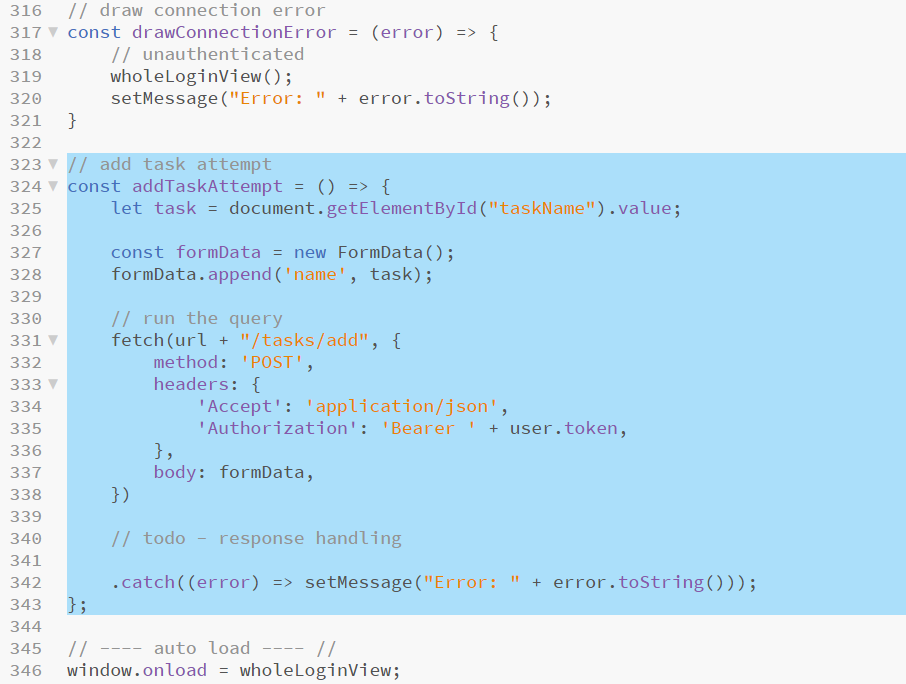 316 // draw connection error
317 const drawConnectionError = (error) => {
318     // unauthenticated
319     wholeLoginView();
320     setMessage("Error: " + error.toString());
321 }
322
323 // add task attempt
324 const addTaskAttempt = () => {
325     let task = document.getElementById("taskName").value;
326
327     const formData = new FormData();
328     formData.append('name', task);
329
330     // run the query
331     fetch(url + "/tasks/add", {
332         method: 'POST',
333         headers: {
334             'Accept': 'application/json',
335             'Authorization': 'Bearer ' + user.token,
336         },
337         body: formData,
338     })
339
340     // todo - response handling
341
342     .catch((error) => setMessage("Error: " + error.toString()));
343 };
344
345 // ---- auto load ---- //
346 window.onload = wholeLoginView;